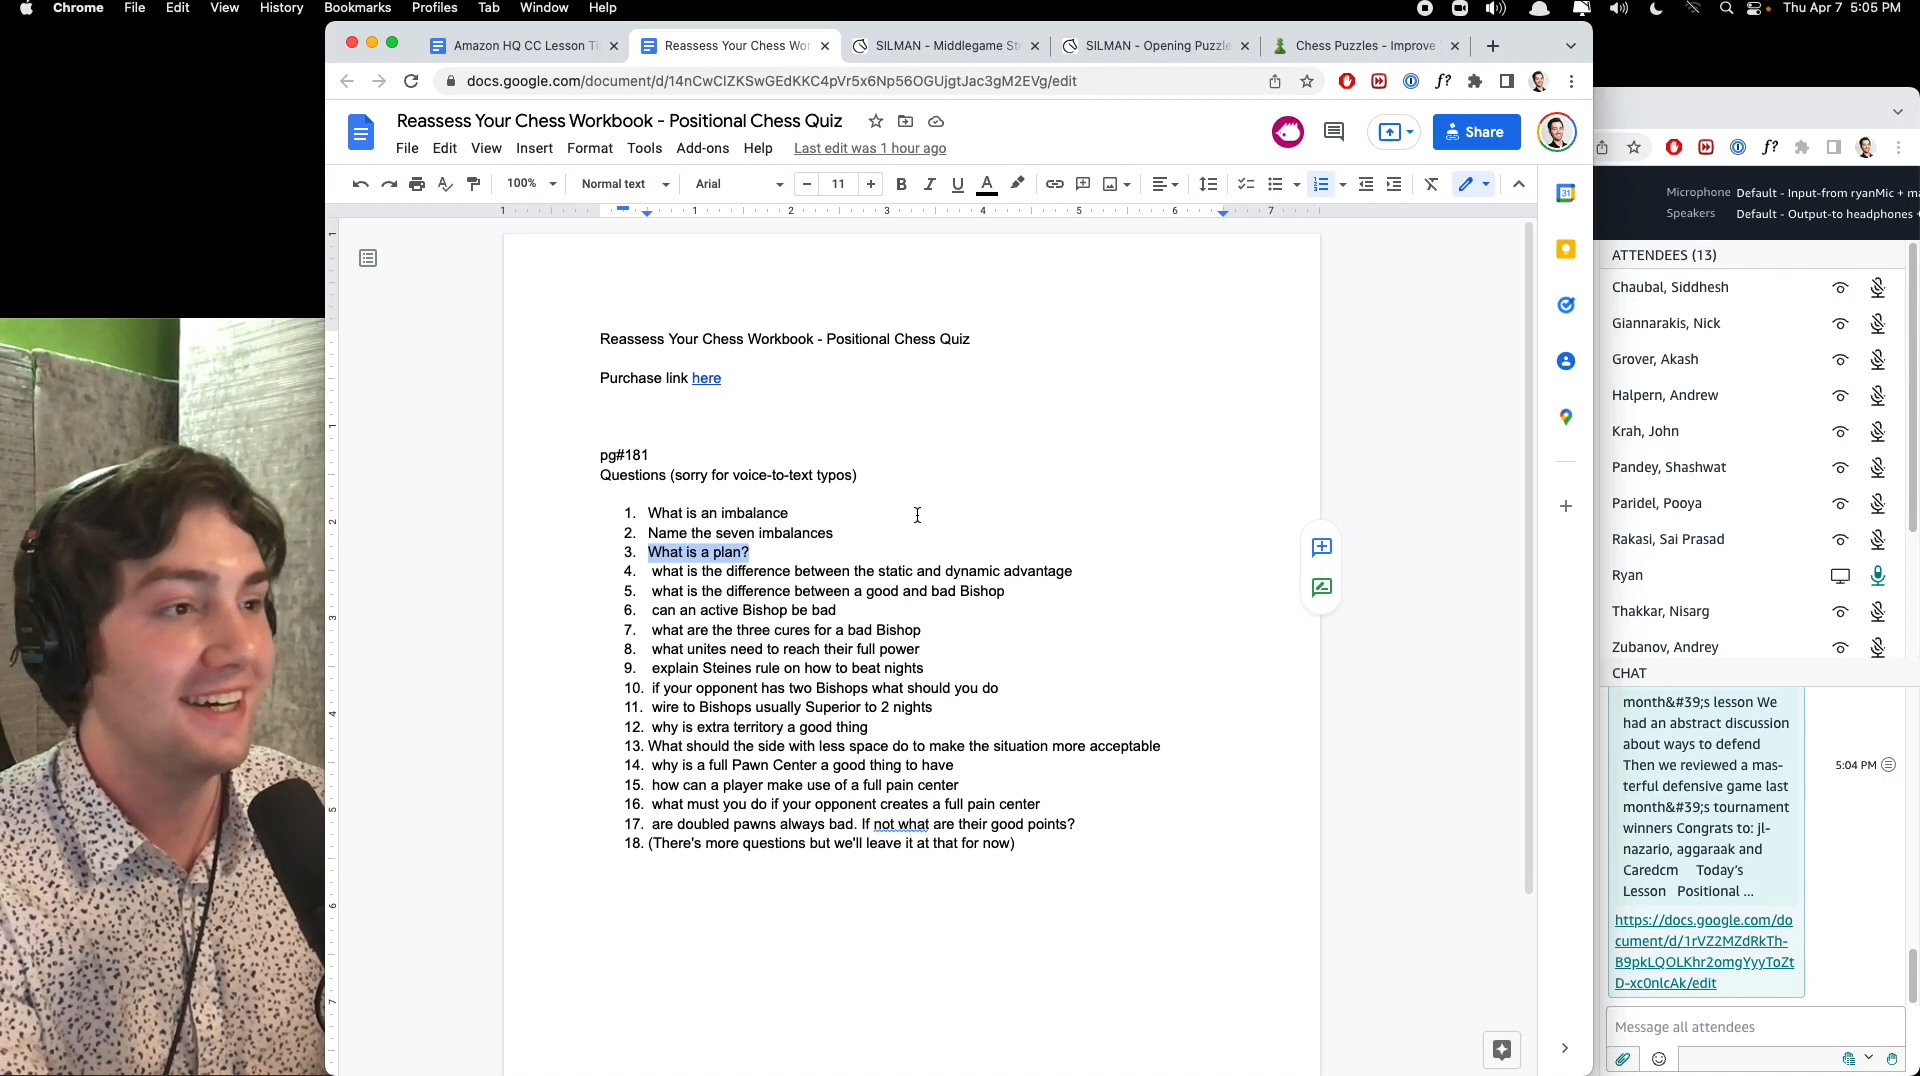 Chrome File Edit View History Bookmarks Profiles Tab Window Help
Thu Apr 7 5:05 PM
Amazon HQ CC Lesson Ti
Reassess Your Chess Wor
SILMAN - Middlegame St
SILMAN - Opening Puzzle
Chess Puzzles - Improve
docs.google.com/document/d/14nCwClZKSwGEdKKC4pVr5x6Np56OGUjgtJac3gM2EVg/edit
Reassess Your Chess Workbook - Positional Chess Quiz
Share
File Edit View Insert Format Tools Add-ons Help Last edit was 1 hour ago
100% Normal text Arial 11
1 1 2 3 4 5 6 7
Reassess Your Chess Workbook - Positional Chess Quiz
Purchase link here
pg#181
Questions (sorry for voice-to-text typos)
1. What is an imbalance
2. Name the seven imbalances
3. What is a plan?
4. what is the difference between the static and dynamic advantage
5. what is the difference between a good and bad Bishop
6. can an active Bishop be bad
7. what are the three cures for a bad Bishop
8. what unites need to reach their full power
9. explain Steines rule on how to beat nights
10. if your opponent has two Bishops what should you do
11. wire to Bishops usually Superior to 2 nights
12. why is extra territory a good thing
13. What should the side with less space do to make the situation more acceptable
14. why is a full Pawn Center a good thing to have
15. how can a player make use of a full pain center
16. what must you do if your opponent creates a full pain center
17. are doubled pawns always bad. If not what are their good points?
18. (There's more questions but we'll leave it at that for now)
Microphone Default - Input-from ryanMic + ma
Speakers Default - Output-to headphones +
ATTENDEES (13)
Chaubal, Siddhesh
Giannarakis, Nick
Grover, Akash
Halpern, Andrew
Krah, John
Pandey, Shashwat
Paridel, Pooya
Rakasi, Sai Prasad
Ryan
Thakkar, Nisarg
Zubanov, Andrey
CHAT
month&#39;s lesson We
had an abstract discussion
about ways to defend
Then we reviewed a mas-
terful defensive game last
month&#39;s tournament
winners Congrats to: jl-
nazario, aggaraak and
Caredcm Today's
Lesson Positional ...
5:04 PM
https://docs.google.com/do
cument/d/1rVZ2MZdRkTh-
B9pkLQOLKhr2omgYyyToZt
D-xc0nlcAk/edit
Message all attendees